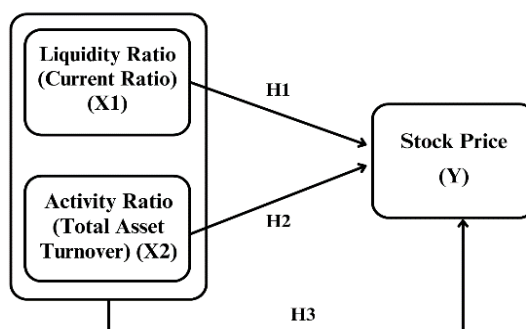 Liquidity Ratio
(Current Ratio)
(X1)
H1
Stock Price
(Y)
Activity Ratio
(Total Asset
Turnover) (X2)
H2
H3